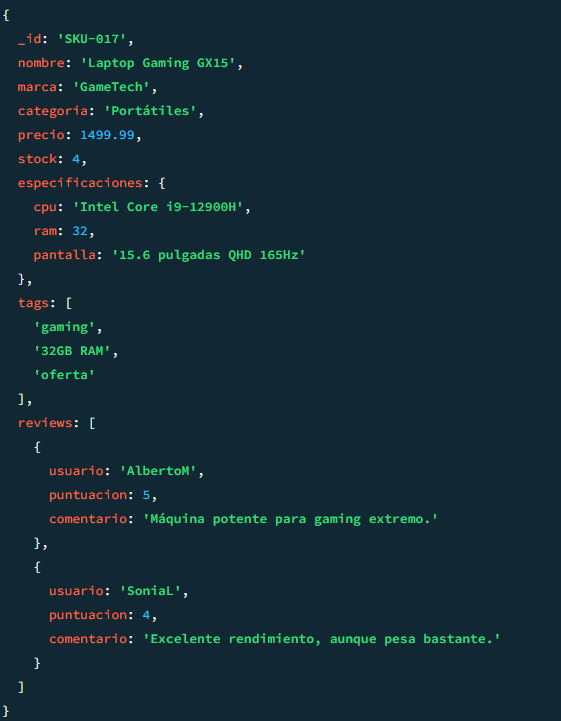 {
  _id: 'SKU-017',
  nombre: 'Laptop Gaming GX15',
  marca: 'GameTech',
  categoria: 'Portátiles',
  precio: 1499.99,
  stock: 4,
  especificaciones: {
    cpu: 'Intel Core i9-12900H',
    ram: 32,
    pantalla: '15.6 pulgadas QHD 165Hz'
  },
  tags: [
    'gaming',
    '32GB RAM',
    'oferta'
  ],
  reviews: [
    {
      usuario: 'AlbertoM',
      puntuacion: 5,
      comentario: 'Máquina potente para gaming extremo.'
    },
    {
      usuario: 'SoniaL',
      puntuacion: 4,
      comentario: 'Excelente rendimiento, aunque pesa bastante.'
    }
  ]
}